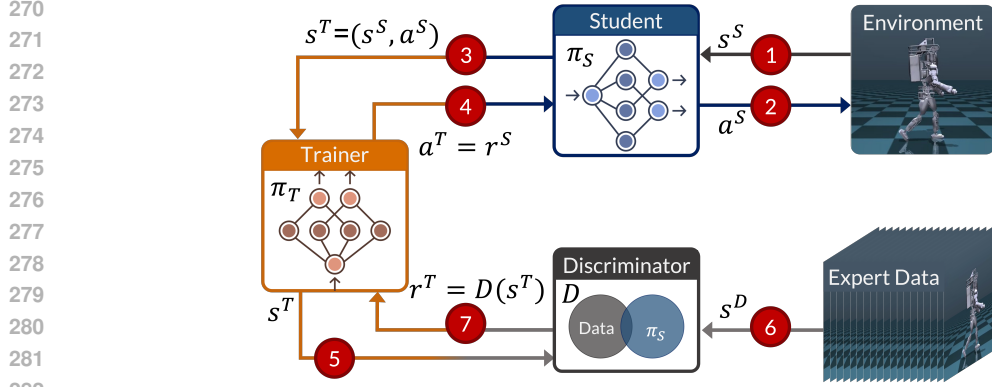 270
271
272
273
274
275
276
277
278
279
280
281
Student
π_S
Environment
s^S
1
2
a^S
s^T=(s^S, a^S)
3
4
a^T = r^S
Trainer
π_T
s^T
5
r^T = D(s^T)
7
Discriminator
D
Data
π_S
s^D
6
Expert Data